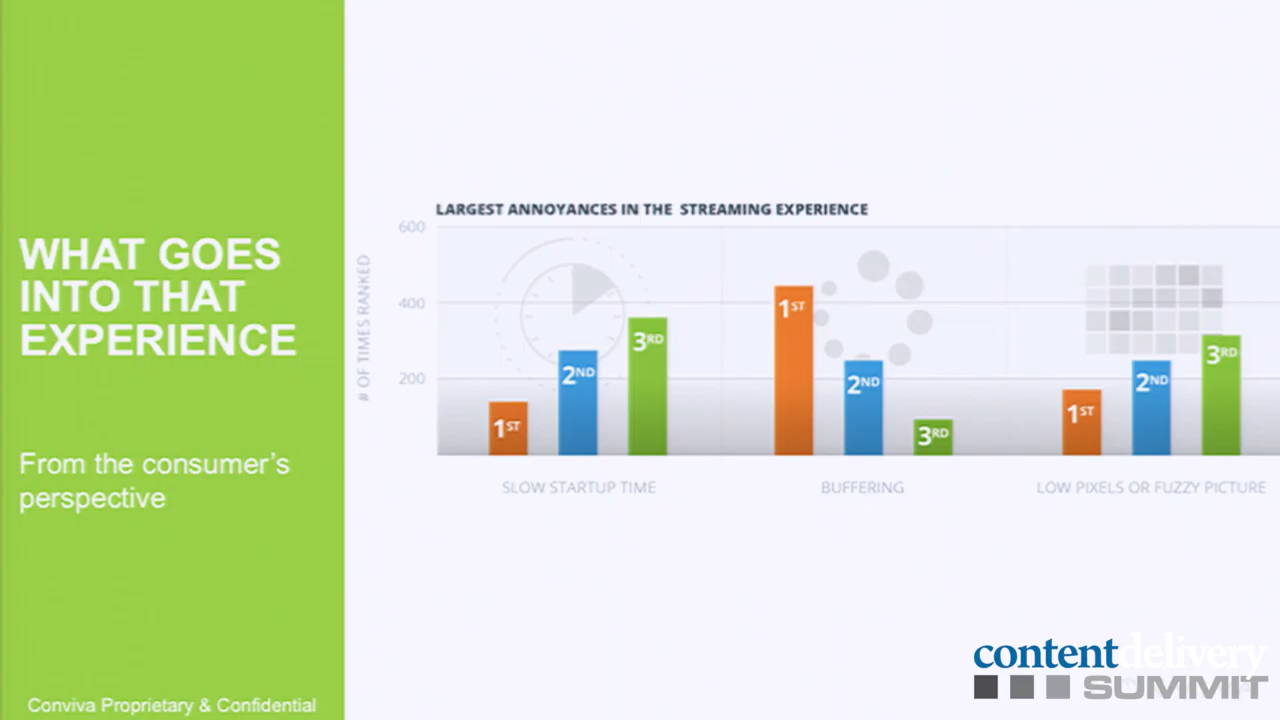 WHAT GOES
INTO THAT
EXPERIENCE
From the consumer's
perspective
Conviva Proprietary & Confidential
LARGEST ANNOYANCES IN THE STREAMING EXPERIENCE
# OF TIMES RANKED
600
400
200
1ST
2ND
3RD
1ST
2ND
3RD
1ST
2ND
3RD
SLOW STARTUP TIME
BUFFERING
LOW PIXELS OR FUZZY PICTURE
contentdelivery
SUMMIT